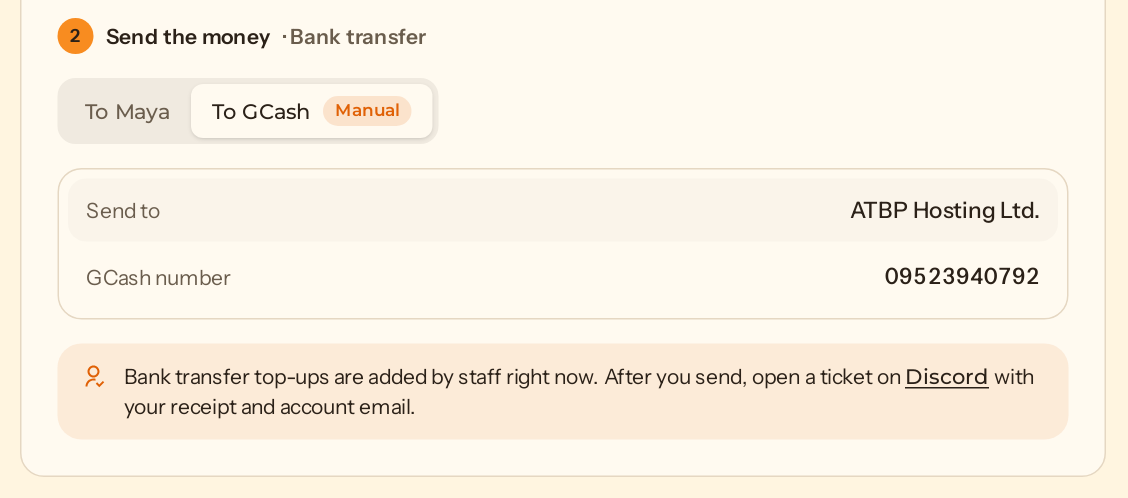 2 Send the money · Bank transfer
To Maya To GCash Manual
Send to ATBP Hosting Ltd.
GCash number 09523940792
Bank transfer top-ups are added by staff right now. After you send, open a ticket on Discord with
your receipt and account email.